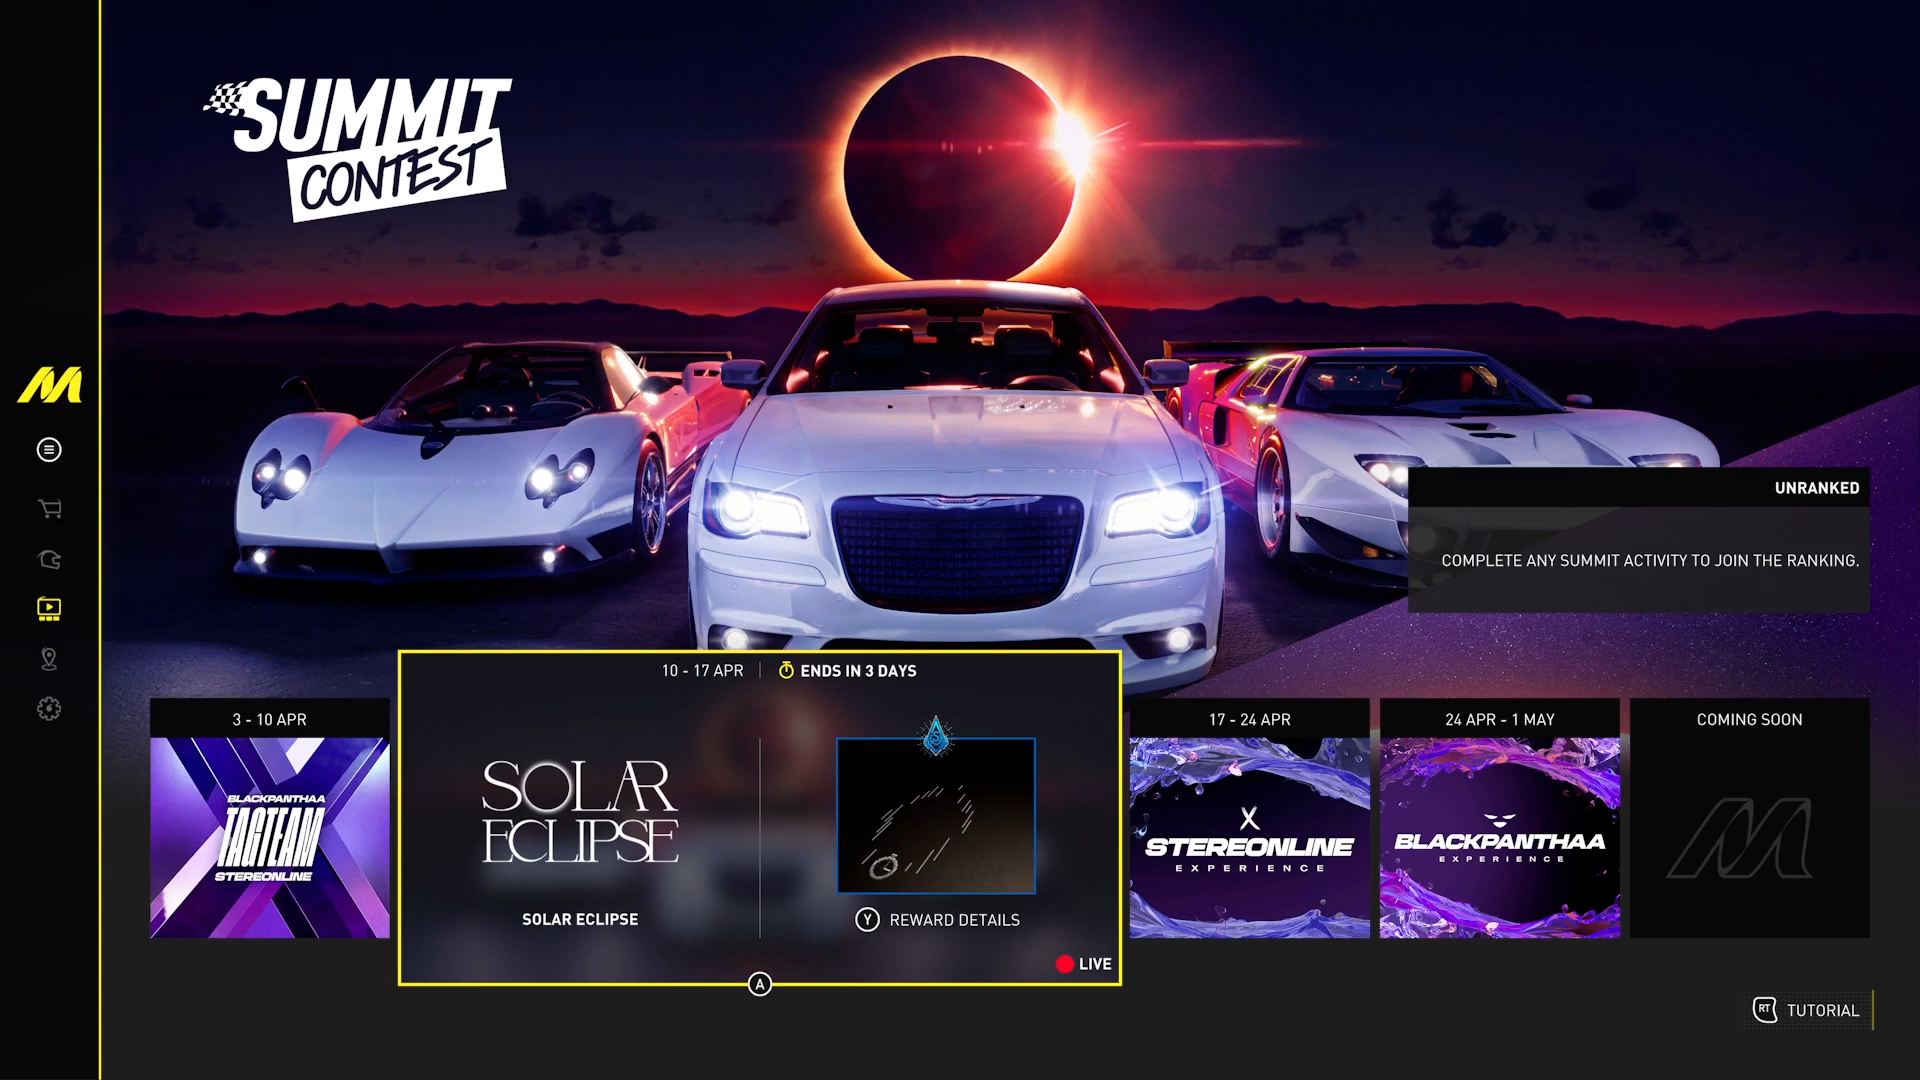 SUMMIT
CONTEST
UNRANKED
COMPLETE ANY SUMMIT ACTIVITY TO JOIN THE RANKING.
3 - 10 APR
BLACKPANTHAA
TAGTEAM
STEREONLINE
10 - 17 APR
ENDS IN 3 DAYS
SOLAR
ECLIPSE
SOLAR ECLIPSE
Y REWARD DETAILS
LIVE
A
17 - 24 APR
X
STEREONLINE
EXPERIENCE
24 APR - 1 MAY
BLACKPANTHAA
EXPERIENCE
COMING SOON
RT TUTORIAL